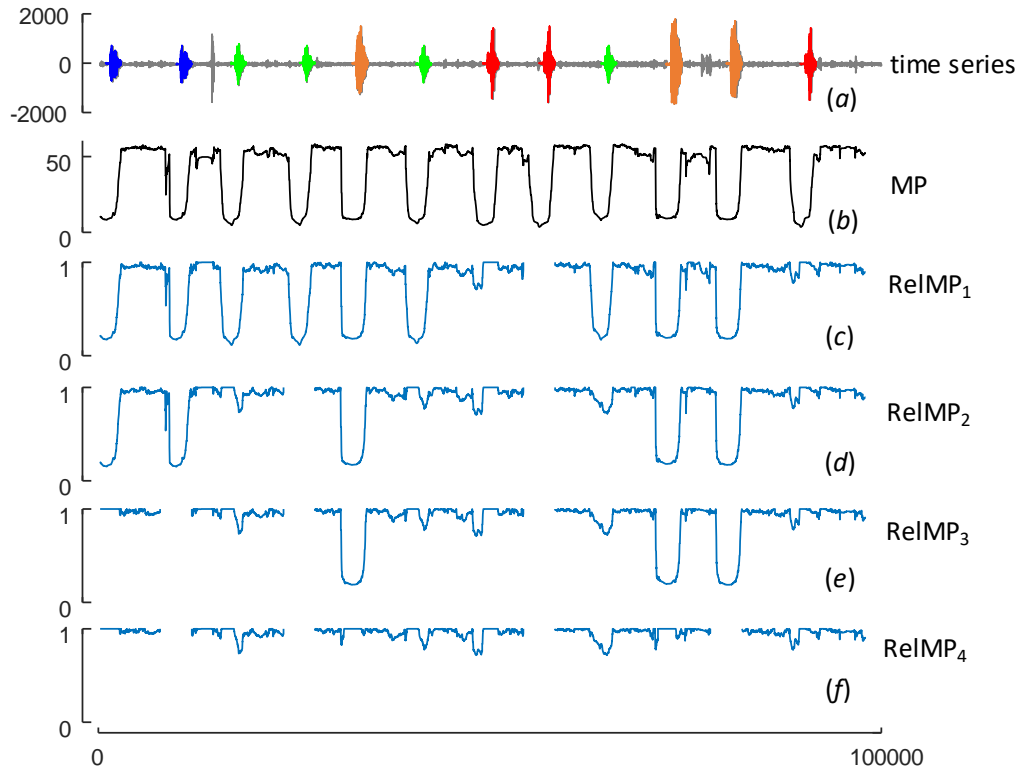 2000
0
-2000
time series
(a)
50
0
MP
(b)
1
0
RelMP1
(c)
1
0
RelMP2
(d)
1
0
RelMP3
(e)
1
0
RelMP4
(f)
0
100000